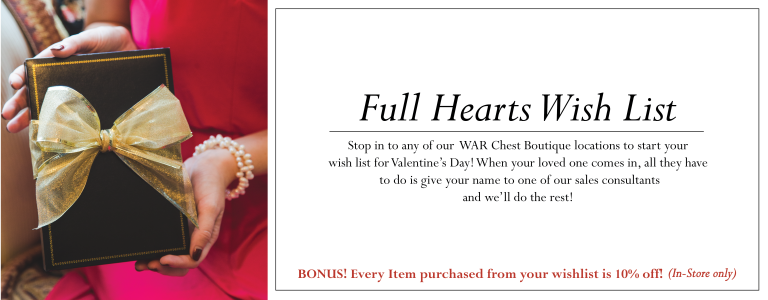 Full Hearts Wish List
Stop in to any of our WAR Chest Boutique locations to start your
wish list for Valentine's Day! When your loved one comes in, all they have
to do is give your name to one of our sales consultants
and we'll do the rest!
BONUS! Every Item purchased from your wishlist is 10% off! (In-Store only)